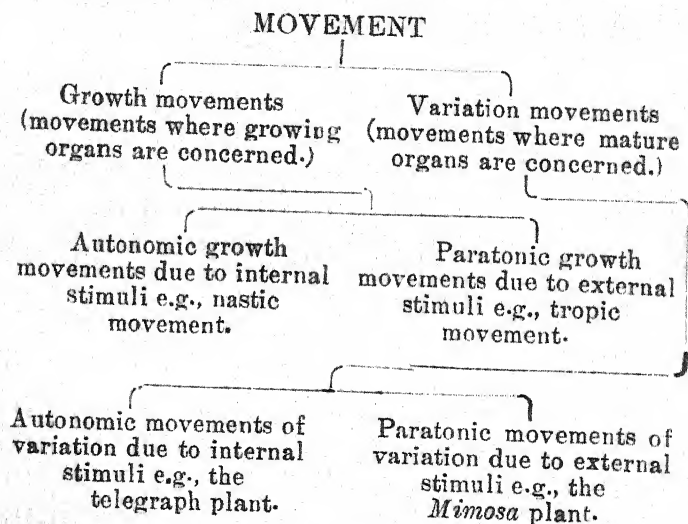 MOVEMENT
Growth movements
(movements where growing
organs are concerned.)
Variation movements
(movements where mature
organs are concerned.)
Autonomic growth
movements due to internal
stimuli e.g., nastic
movement.
Paratonic growth
movements due to external
stimuli e.g., tropic
movement.
Autonomic movements of
variation due to internal
stimuli e.g., the
telegraph plant.
Paratonic movements of
variation due to external
stimuli e.g., the
Mimosa plant.